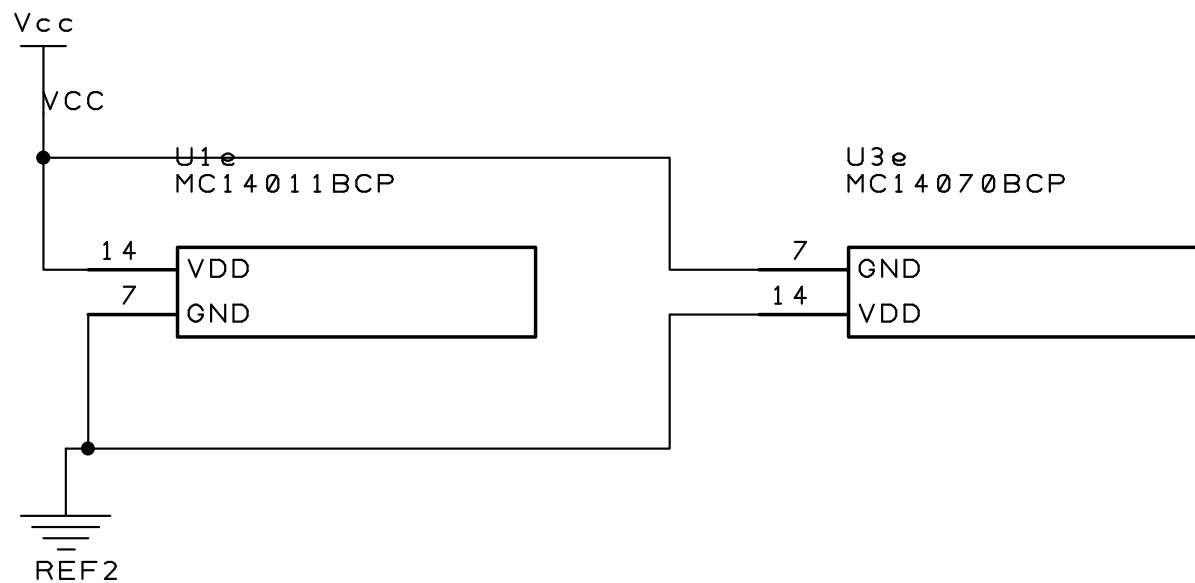 Vcc
VCC
U1e
MC14011BCP
U3e
MC14070BCP
14
VDD
7
GND
7
GND
14
VDD
REF2